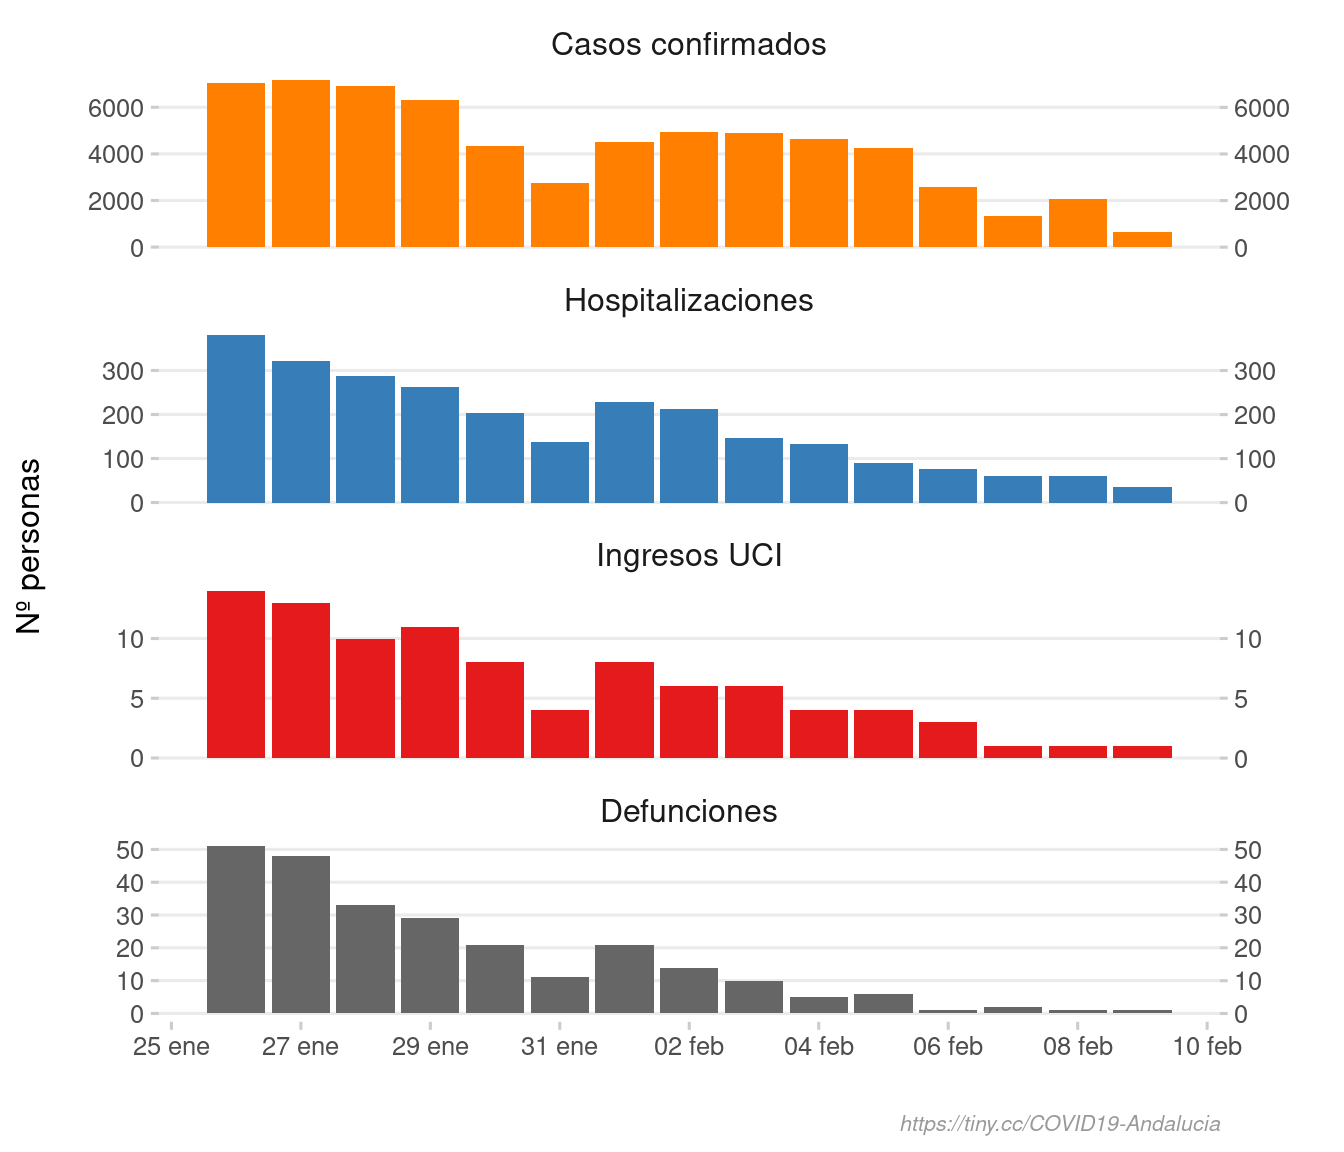 Casos confirmados
6000 6000
4000 4000
2000 2000
0 0
Hospitalizaciones
300 300
200 200
100 100
0 0
Nº personas
Ingresos UCI
10 10
5 5
0 0
Defunciones
50 50
40 40
30 30
20 20
10 10
0 0
25 ene 27 ene 29 ene 31 ene 02 feb 04 feb 06 feb 08 feb 10 feb
https://tiny.cc/COVID19-Andalucia